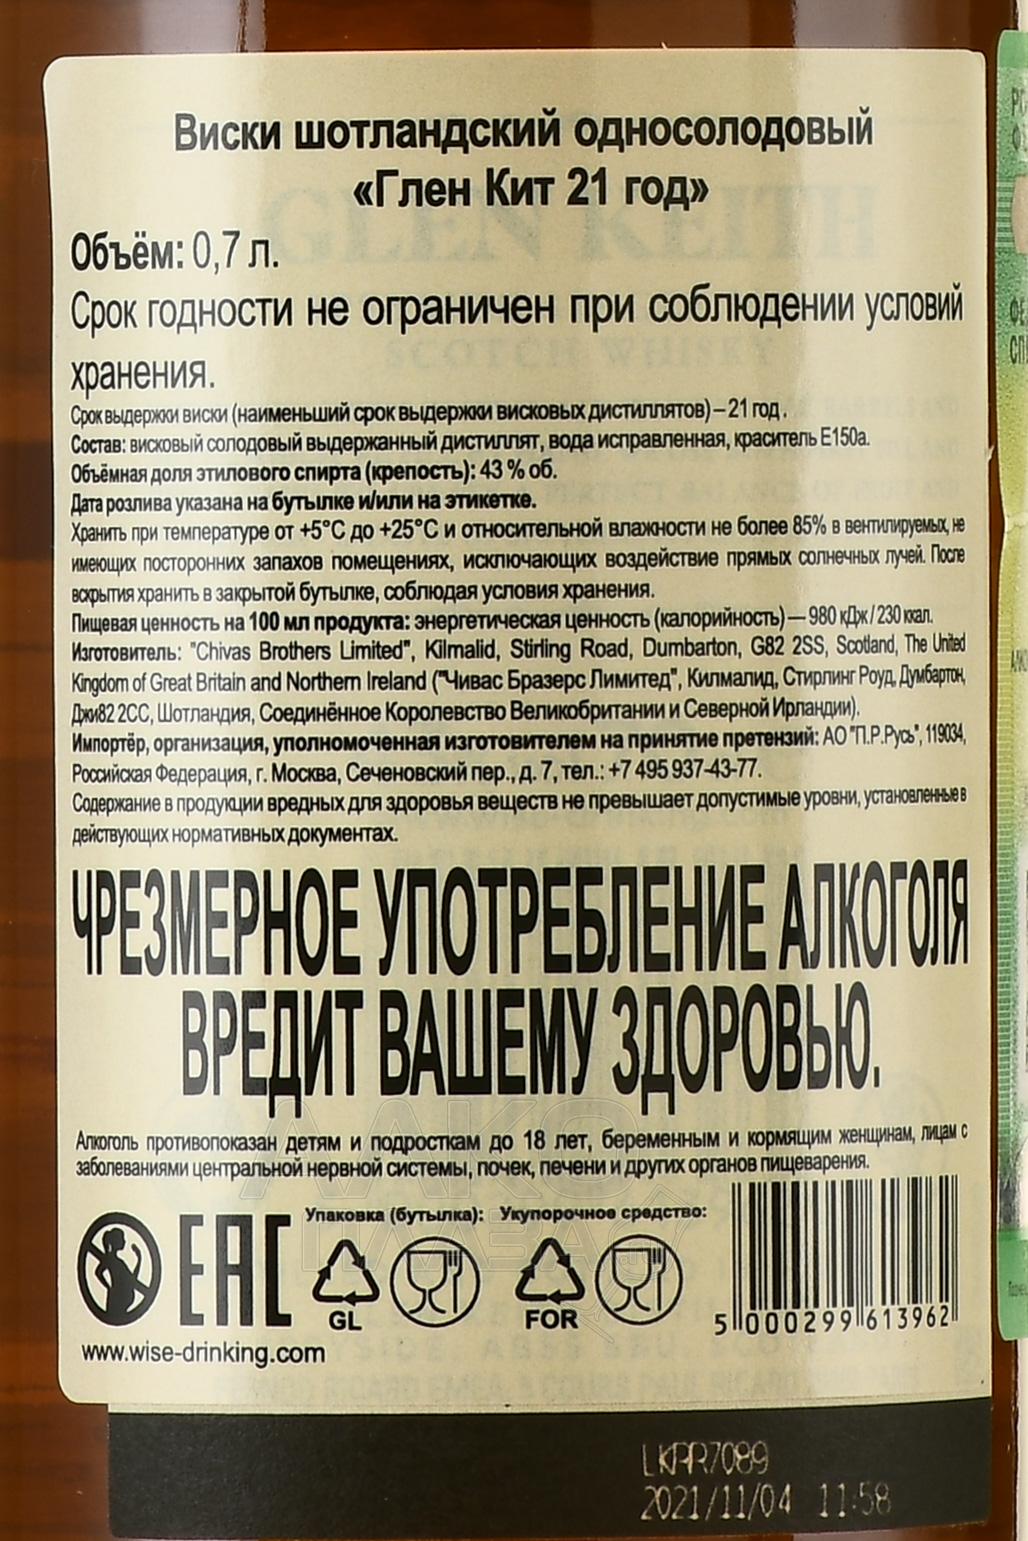 Виски шотландский односолодовый
«Глен Кит 21 год»
Объём: 0,7 л.
Срок годности не ограничен при соблюдении условий
хранения.
Срок выдержки виски (наименьший срок выдержки висковых дистиллятов) – 21 год.
Состав: висковый солодовый выдержанный дистиллят, вода исправленная, краситель Е150а.
Объёмная доля этилового спирта (крепость): 43 % об.
Дата розлива указана на бутылке и/или на этикетке.
Хранить при температуре от +5°С до +25°С и относительной влажности не более 85% в вентилируемых, не
имеющих посторонних запахов помещениях, исключающих воздействие прямых солнечных лучей. После
вскрытия хранить в закрытой бутылке, соблюдая условия хранения.
Пищевая ценность на 100 мл продукта: энергетическая ценность (калорийность) — 980 кДж / 230 ккал.
Изготовитель: "Chivas Brothers Limited", Kilmalid, Stirling Road, Dumbarton, G82 2SS, Scotland, The United
Kingdom of Great Britain and Northern Ireland ("Чивас Бразерс Лимитед", Килмалид, Стирлинг Роуд, Думбартон,
Джи82 2СС, Шотландия, Соединённое Королевство Великобритании и Северной Ирландии).
Импортёр, организация, уполномоченная изготовителем на принятие претензий: АО "П.Р.Русь", 119034,
Российская Федерация, г. Москва, Сеченовский пер., д. 7, тел.: +7 495 937-43-77.
Содержание в продукции вредных для здоровья веществ не превышает допустимые уровни, установленные в
действующих нормативных документах.
ЧРЕЗМЕРНОЕ УПОТРЕБЛЕНИЕ АЛКОГОЛЯ
ВРЕДИТ ВАШЕМУ ЗДОРОВЬЮ.
Алкоголь противопоказан детям и подросткам до 18 лет, беременным и кормящим женщинам, лицам с
заболеваниями центральной нервной системы, почек, печени и других органов пищеварения.
Упаковка (бутылка): Укупорочное средство:
EAC
GL FOR
5 000299 613962
www.wise-drinking.com
LKPR7089
2021/11/04 11:58